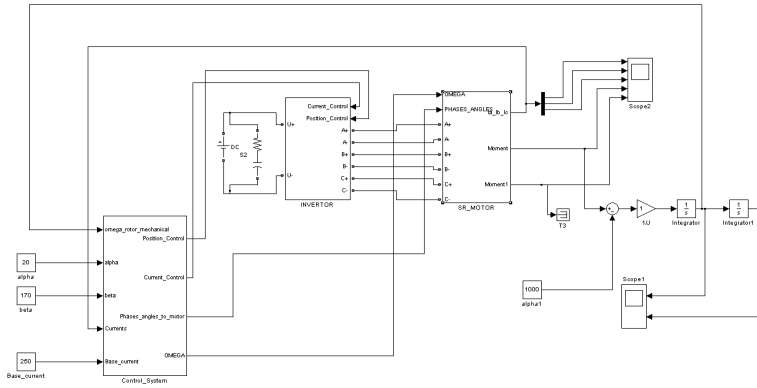 Current_Control
Position_Control
U+
U-
A+
A-
B+
B-
C+
C-
INVERTOR
+
DC
S2
OMEGA
PHASES_ANGLES
Ia_Ib_Ic
A+
A-
B+
B-
C+
C-
Moment
Moment1
SR_MOTOR
Scope2
T3
1
1/J
1
s
Integrator
1
s
Integrator1
1000
alpha1
Scope1
omega_rotor_mechanical
Position_Control
alpha
Current_Control
beta
Phases_angles_to_motor
Currents
OMEGA
Base_current
Control_System
20
alpha
170
beta
250
Base_current